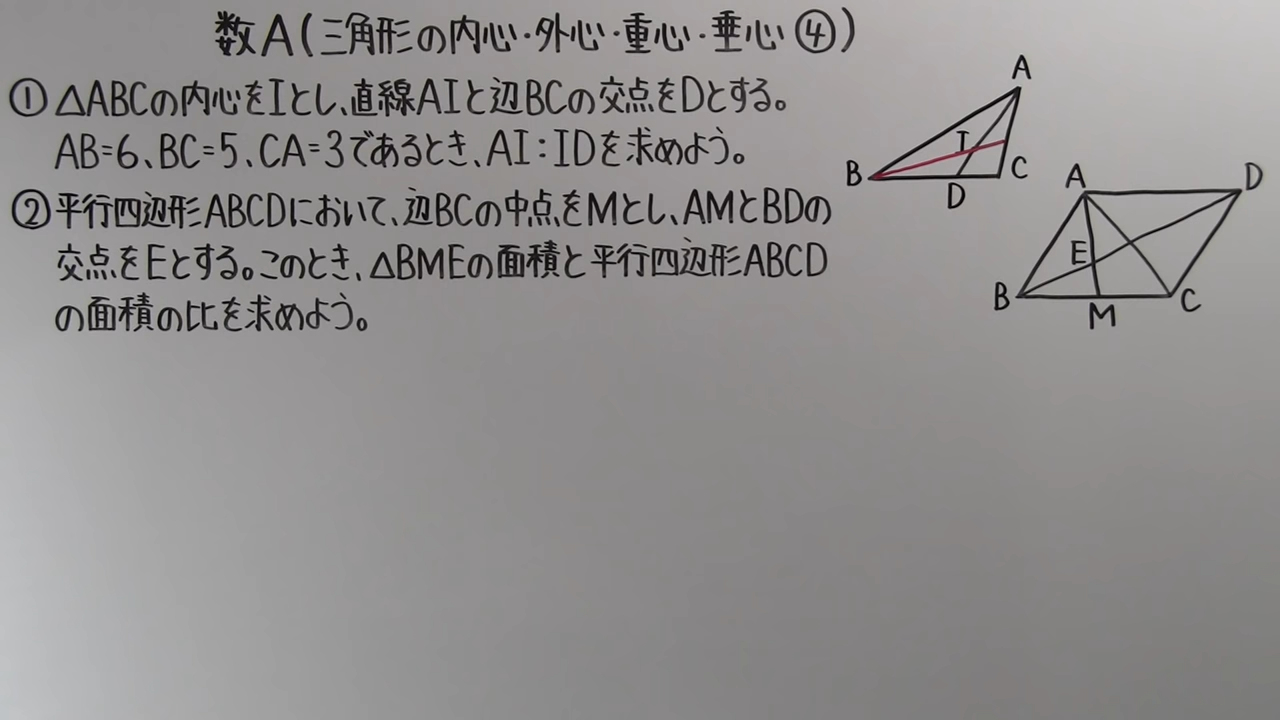 数A(三角形の内心・外心・重心・垂心④)
①△ABCの内心をIとし、直線AIと辺BCの交点をDとする。
AB=6、BC=5、CA=3であるとき、AI:IDを求めよう。
②平行四辺形ABCDにおいて、辺BCの中点をMとし、AMとBDの
交点をEとする。このとき、△BMEの面積と平行四辺形ABCD
の面積の比を求めよう。
A
I
B
D
C
A
D
E
B
M
C